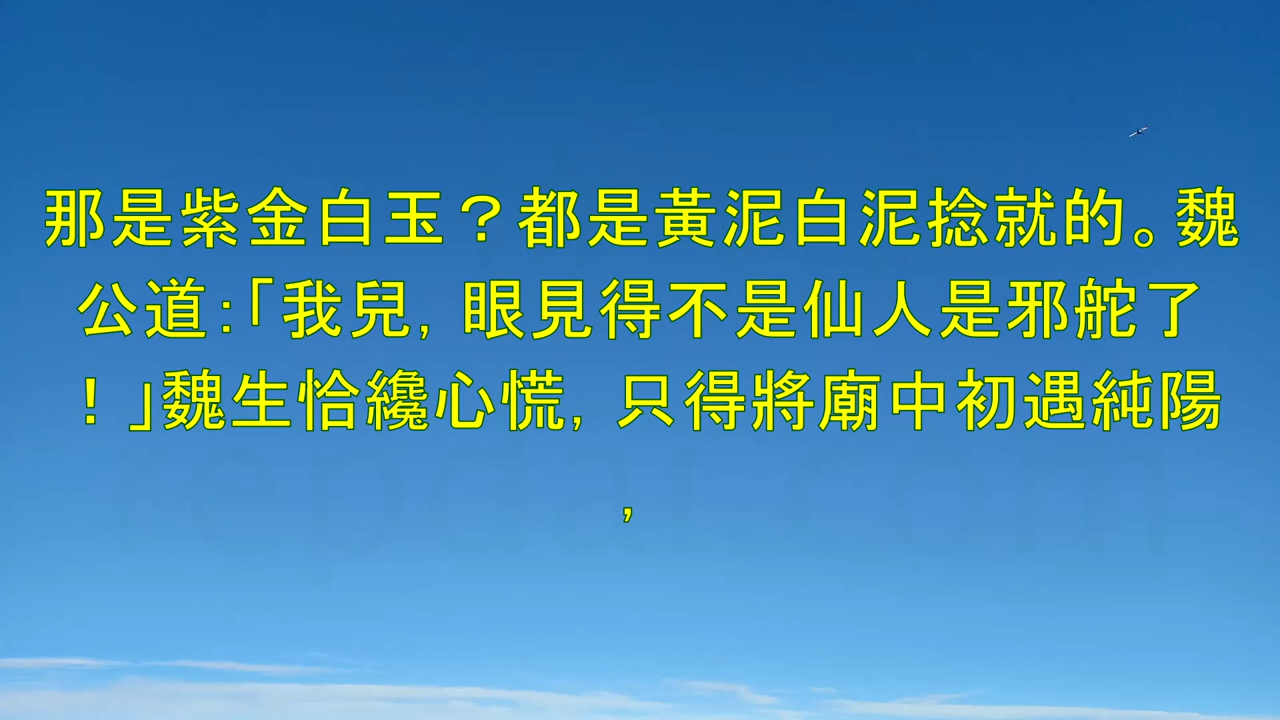 那是紫金白玉？都是黃泥白泥捻就的。魏
公道：「我兒，眼見得不是仙人是邪舵了
！」魏生恰纔心慌，只得將廟中初遇純陽
，